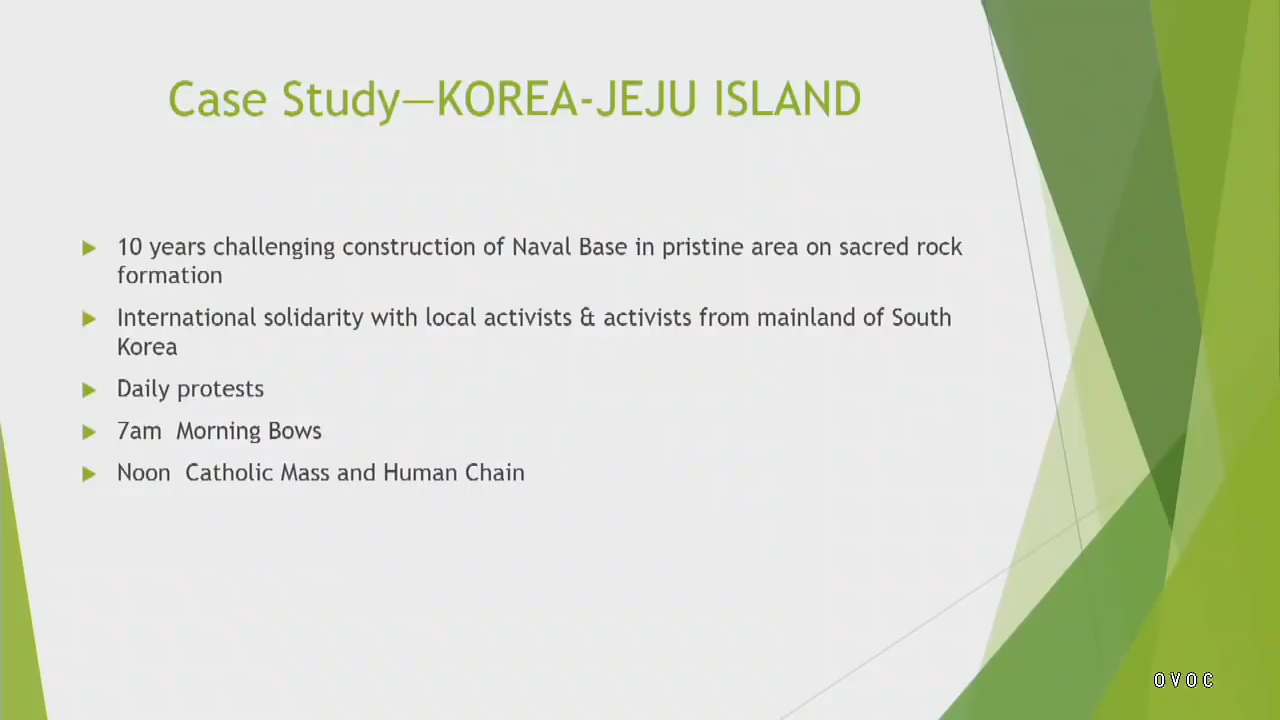 Case Study—KOREA-JEJU ISLAND
10 years challenging construction of Naval Base in pristine area on sacred rock
formation
International solidarity with local activists & activists from mainland of South
Korea
Daily protests
7am  Morning Bows
Noon  Catholic Mass and Human Chain
OVOC